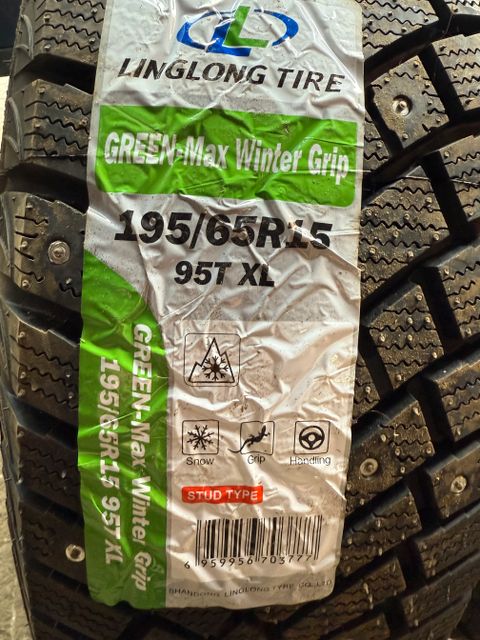 LINGLONG TIRE
GREEN-Max Winter Grip
195/65R15
95T XL
GREEN-Max Winter Grip
195/65R15 95T XL
Snow
Grip
Handling
STUD TYPE
6 959956 703777
SHANDONG LINGLONG TYRE CO., LTD